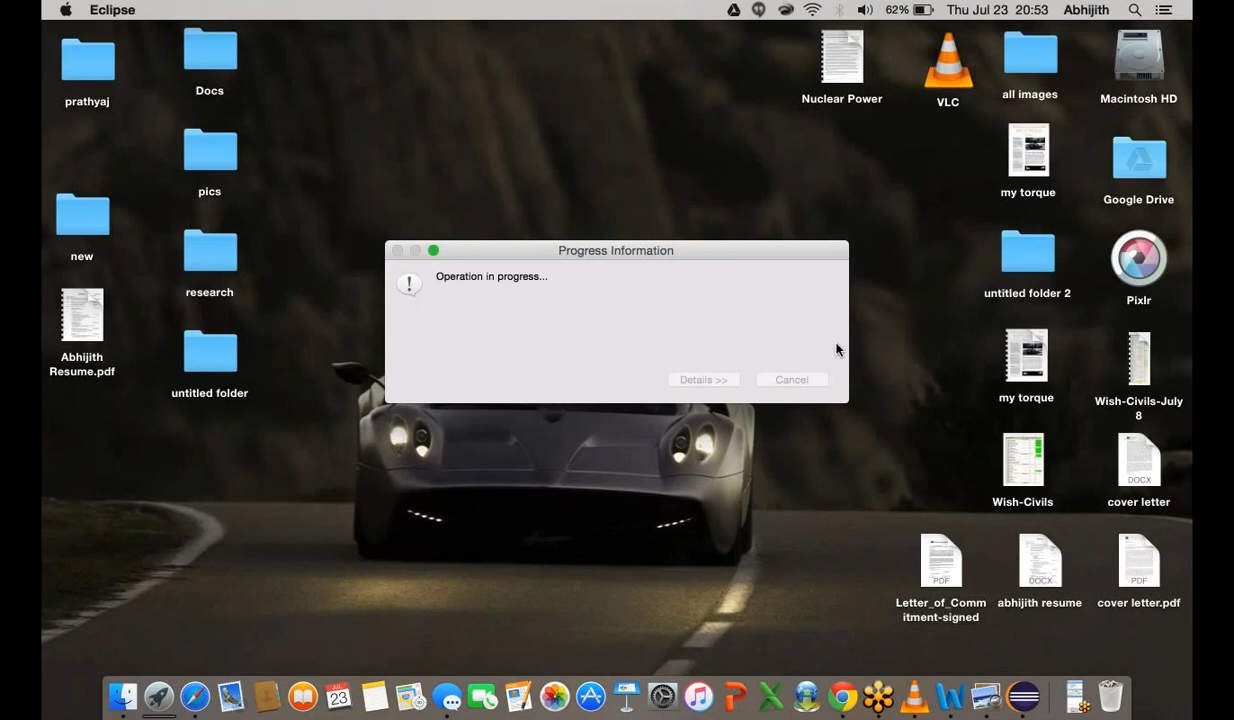 Eclipse
62%
Thu Jul 23 20:53
Abhijith
prathyaj
Docs
Nuclear Power
VLC
all images
Macintosh HD
pics
my torque
Google Drive
new
research
untitled folder 2
Pixlr
Progress Information
Operation in progress...
Details >>
Cancel
Abhijith
Resume.pdf
untitled folder
my torque
Wish-Civils-July
8
Wish-Civils
DOCX
cover letter
PDF
Letter_of_Comm
itment-signed
DOCX
abhijith resume
PDF
cover letter.pdf
JUL
23